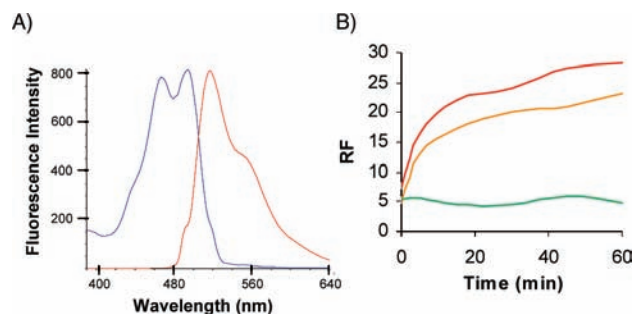 A)
800
600
400
200
Fluorescence Intensity
400 480 560 640
Wavelength (nm)
B)
30
25
20
15
10
5
0
RF
0 20 40 60
Time (min)